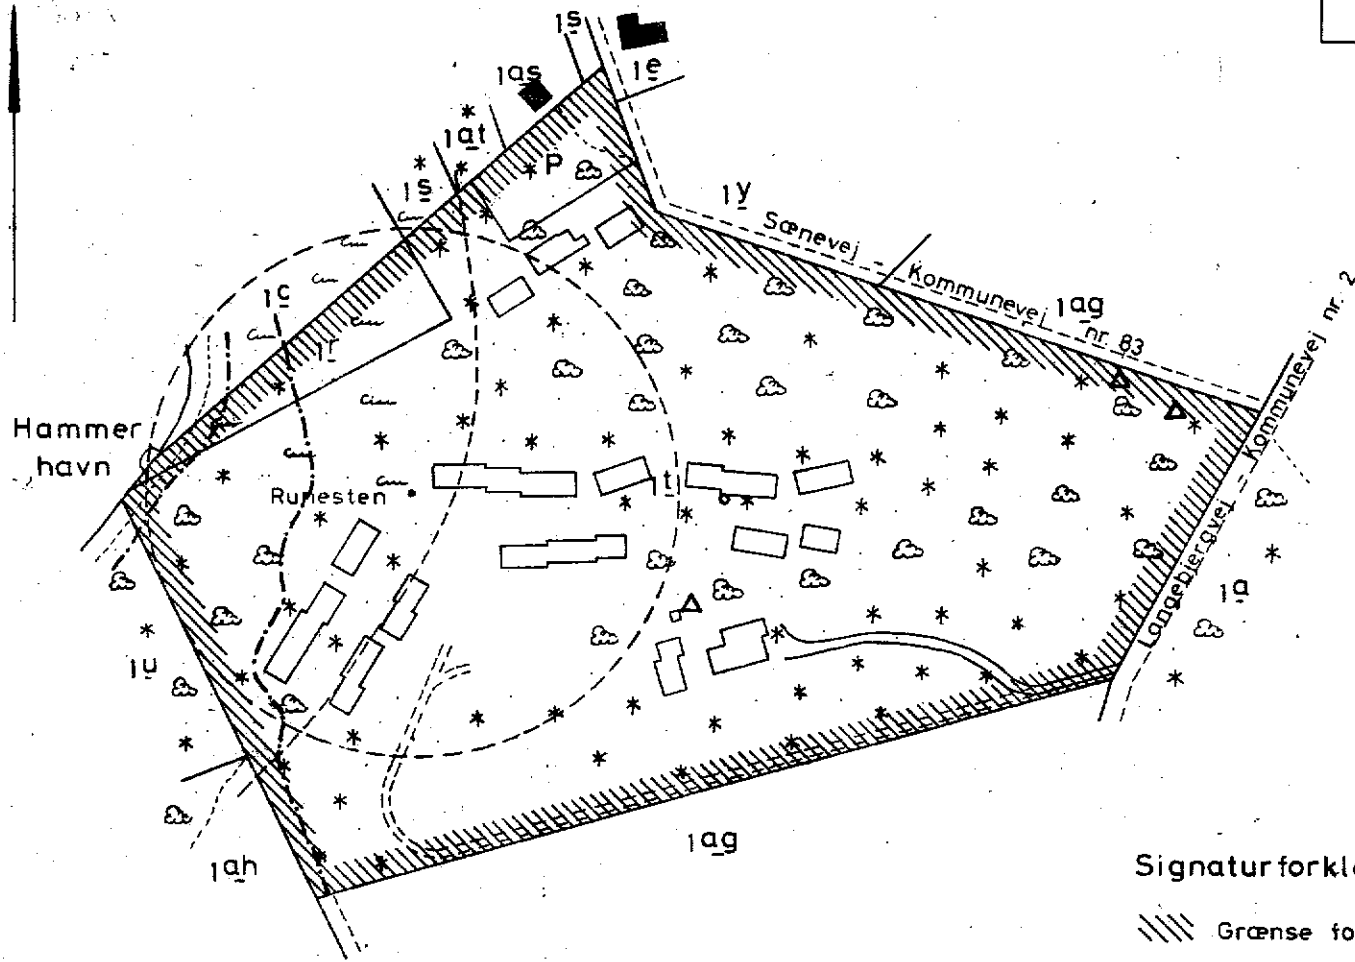 1s
1e
1as
1at
P
1s
1y
Sænevej - Kommunevej nr. 83
1ag
Langebjergvej - Kommunevej nr. 2
1c
1r
Hammer
havn
Runesten
1t
1a
1u
1ag
1ah
Signaturforkl
Grænse fo